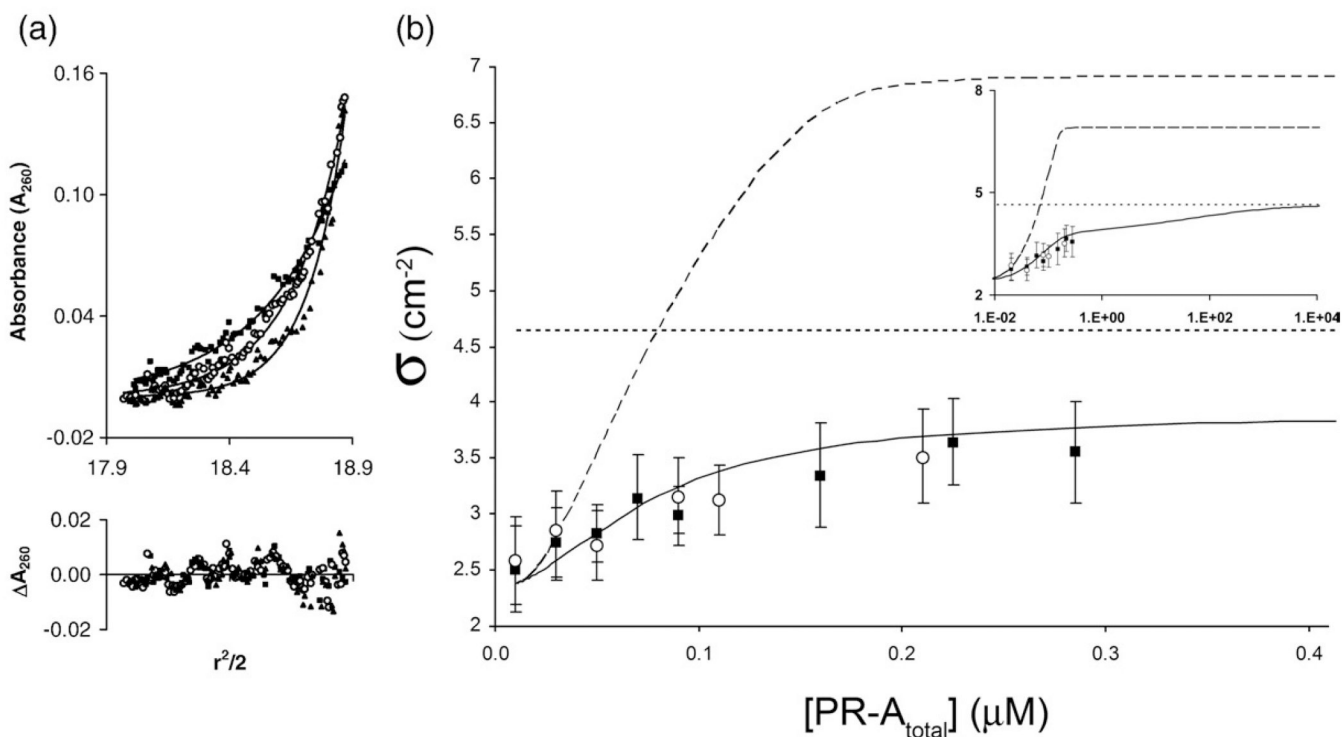 (a)
0.16
0.10
0.04
-0.02
Absorbance (A260)
17.9 18.4 18.9
0.02
0.00
-0.02
ΔA260
r²/2
(b)
7
6.5
6
5.5
5
4.5
4
3.5
3
2.5
2
σ (cm⁻²)
0.0 0.1 0.2 0.3 0.4
[PR-Atotal] (μM)
8
5
2
1.E-02 1.E+00 1.E+02 1.E+04